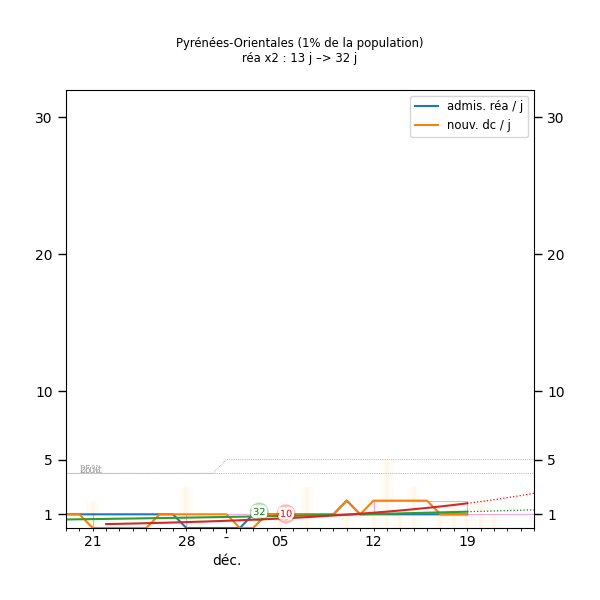 Pyrénées-Orientales (1% de la population)
réa x2 : 13 j –> 32 j
admis. réa / j
nouv. dc / j
30 30
20 20
10 10
5 5
1 1
25%
32
10
21 28 - 05 12 19
déc.